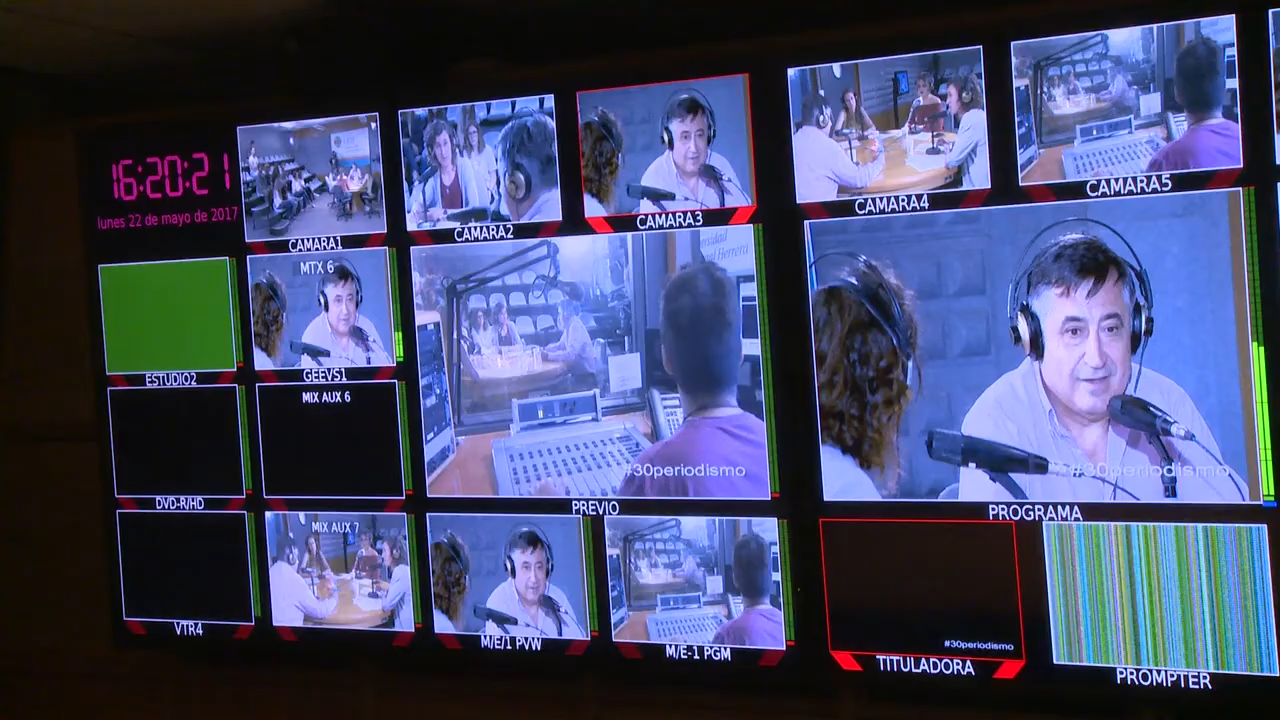 16:20:21
lunes 22 de mayo de 2017
CAMARA1
CAMARA2
CAMARA3
CAMARA4
CAMARA5
ESTUDIO2
MTX 6
GEEVS1
Herrera
#30periodismo
PREVIO
#30periodismo
PROGRAMA
DVD-R/HD
MIX AUX 6
VTR4
MIX AUX 7
M/E/1 PVW
M/E-1 PGM
#30periodismo
TITULADORA
PROMPTER